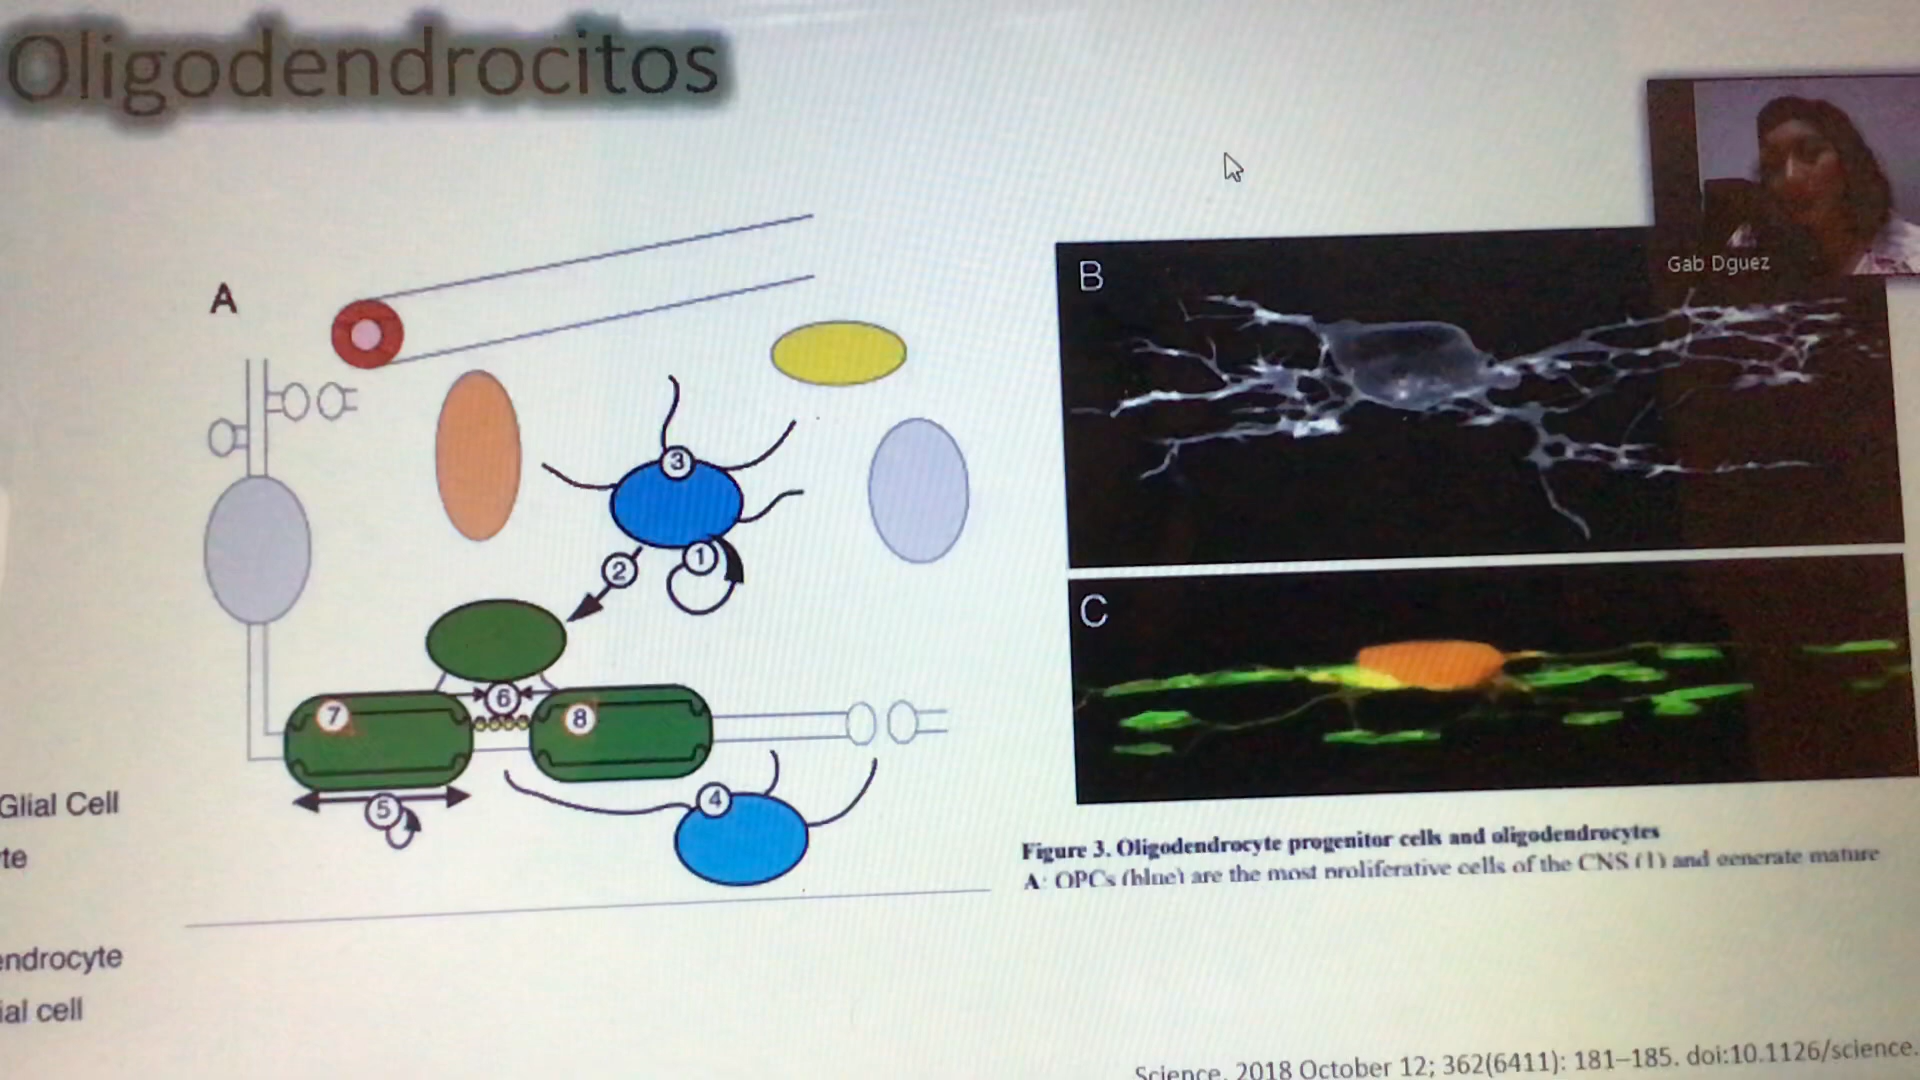 Oligodendrocitos
A
3
1
2
6
7
8
5
4
B
Gab Dguez
C
Glial Cell
te
endrocyte
ial cell
Figure 3. Oligodendrocyte progenitor cells and oligodendrocytes
A: OPCs (blue) are the most proliferative cells of the CNS (1) and generate mature
Science. 2018 October 12; 362(6411): 181–185. doi:10.1126/science.